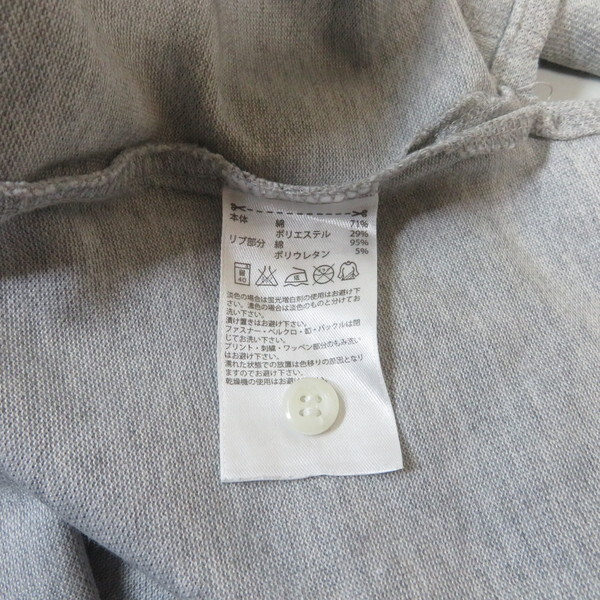 本体 綿 71%
ポリエステル 29%
リブ部分 綿 95%
ポリウレタン 5%
弱 40
淡色の場合は蛍光増白剤の使用はお避け下
さい。濃色の場合は淡色のものと分けてお
洗い下さい。
漬け置きはお避け下さい。
ファスナー・ベルクロ・釦・バックルは閉
じてお洗い下さい。
プリント・刺繍・ワッペン部分のもみ洗い
はお避け下さい。
濡れた状態での放置は色移りの原因となり
ますのでお避け下さい。
乾燥機の使用はお避け